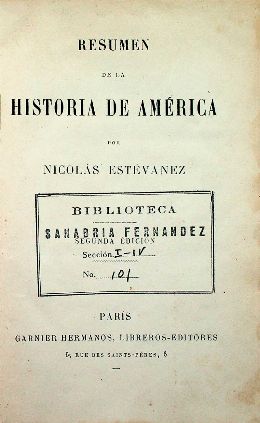 RESUMEN
DE LA
HISTORIA DE AMÉRICA
POR
NICOLÁS ESTÉVANEZ
BIBLIOTECA
SANABRIA FERNANDEZ
SEGUNDA EDICIÓN
Sección I-IV
No. 101
PARÍS
GARNIER HERMANOS, LIBREROS-EDITORES
6, RUE DES SAINTS-PÈRES, 6